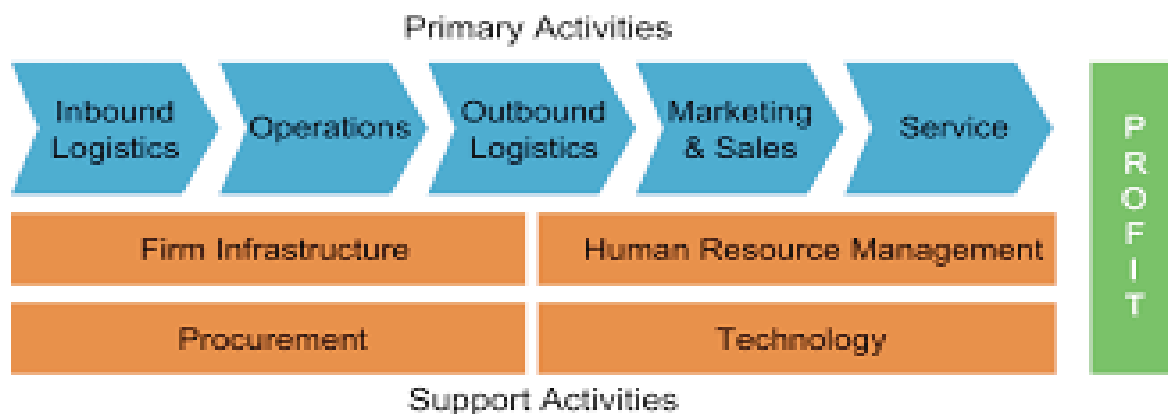 Primary Activities
Inbound
Logistics
Operations
Outbound
Logistics
Marketing
& Sales
Service
PROFIT
Firm Infrastructure
Human Resource Management
Procurement
Technology
Support Activities